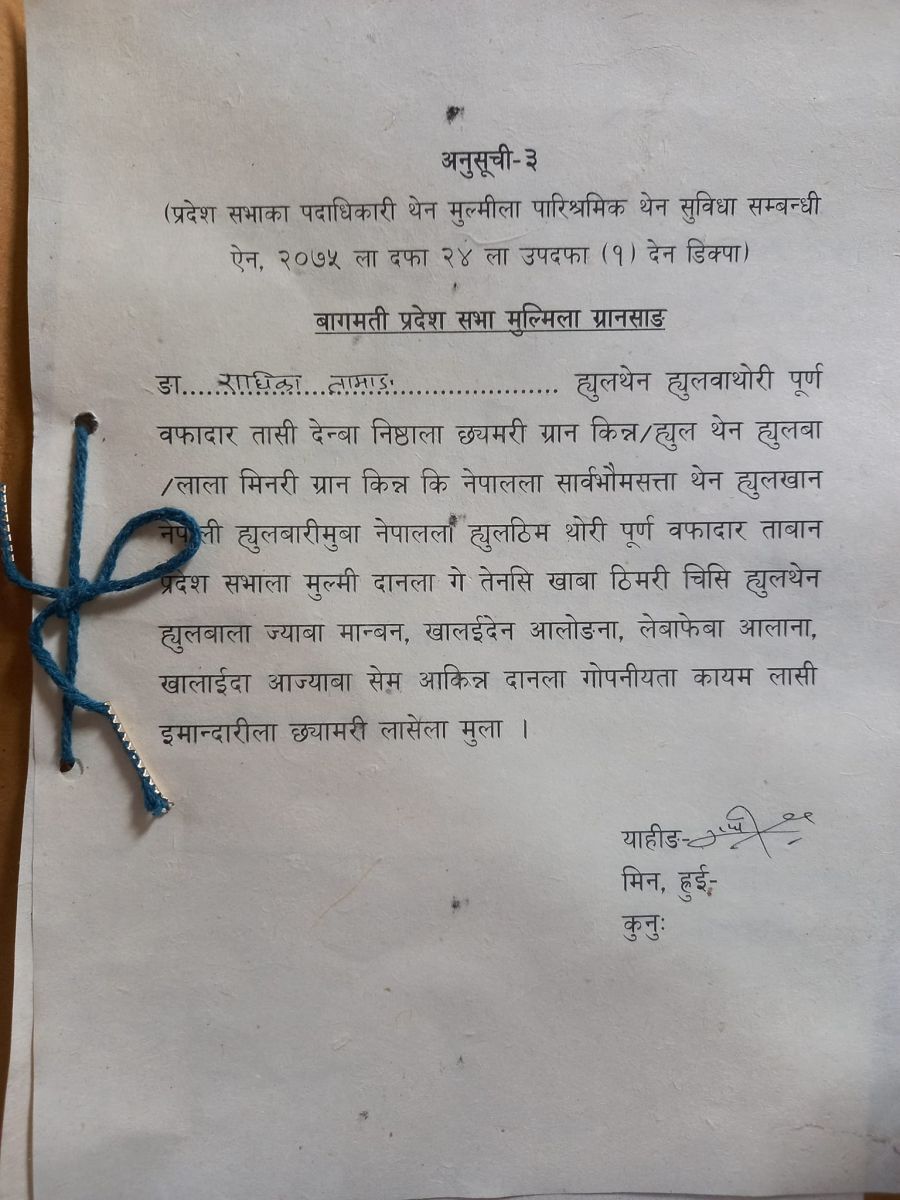 अनुसूची-३
(प्रदेश सभाका पदाधिकारी थेन मुल्मीला पारिश्रमिक थेन सुविधा सम्बन्धी
ऐन, २०७५ ला दफा २४ ला उपदफा (१) देन डिक्पा)
बागमती प्रदेश सभा मुल्मिला ग्रानसाङ
ङा.... राधिका तामाङ ........................ ह्युलथेन ह्युलवाथोरी पूर्ण
वफादार तासी देन्बा निष्ठाला छ्यमरी ग्रान किन्न/ह्युल थेन ह्युलबा
/लाला मिनरी ग्रान किन्न कि नेपालला सार्वभौमसत्ता थेन ह्युलखान
नेपाली ह्युलबारीमुबा नेपालला ह्युलठिम थोरी पूर्ण वफादार ताबान
प्रदेश सभाला मुल्मी दानला गे तेनसि खाबा ठिमरी चिसि ह्युलथेन
ह्युलबाला ज्याबा मान्बन, खालईदेन आलोङना, लेबाफेबा आलाना,
खालाईदा आज्याबा सेम आकिन्न दानला गोपनीयता कायम लासी
इमान्दारीला छ्यामरी लासेला मुला ।
याहीङ-
मिन, हुई-
कुनुः